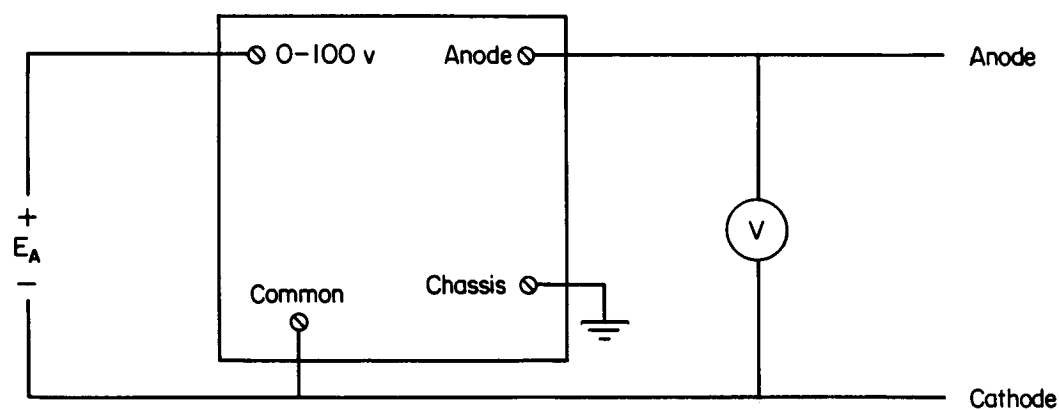 0-100 v
Anode
Anode
+
E_A
-
V
Common
Chassis
Cathode